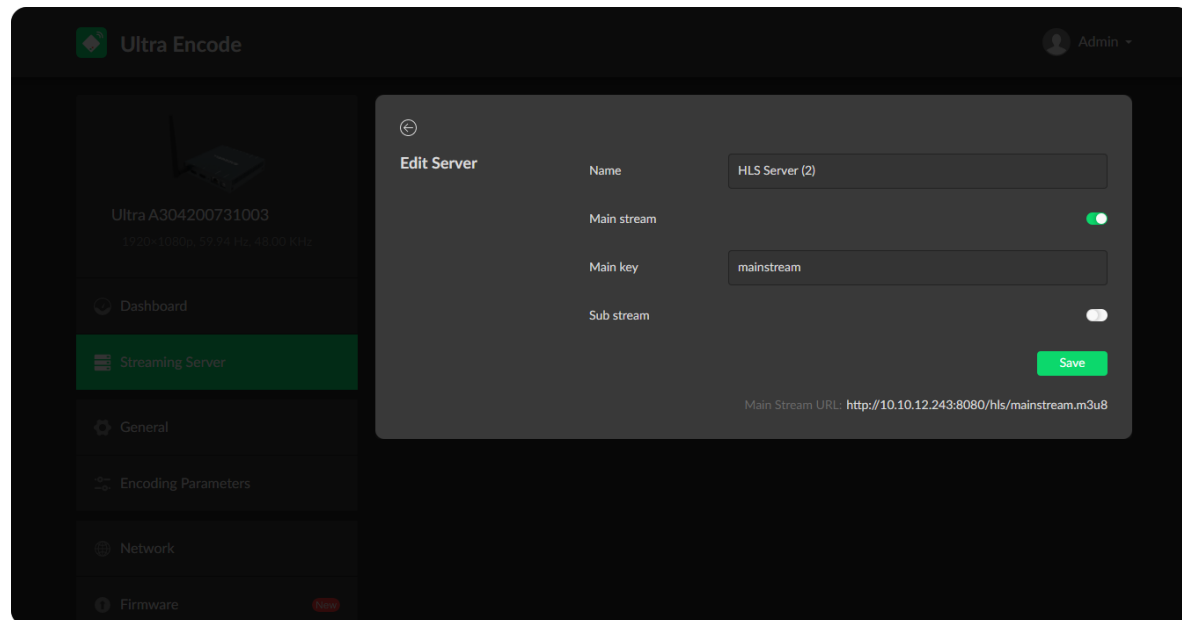 Ultra Encode
Admin
Ultra A304200731003
1920×1080p, 59.94 Hz, 48.00 KHz
Dashboard
Streaming Server
General
Encoding Parameters
Network
Firmware
New
Edit Server
Name
HLS Server (2)
Main stream
Main key
mainstream
Sub stream
Save
Main Stream URL: http://10.10.12.243:8080/hls/mainstream.m3u8